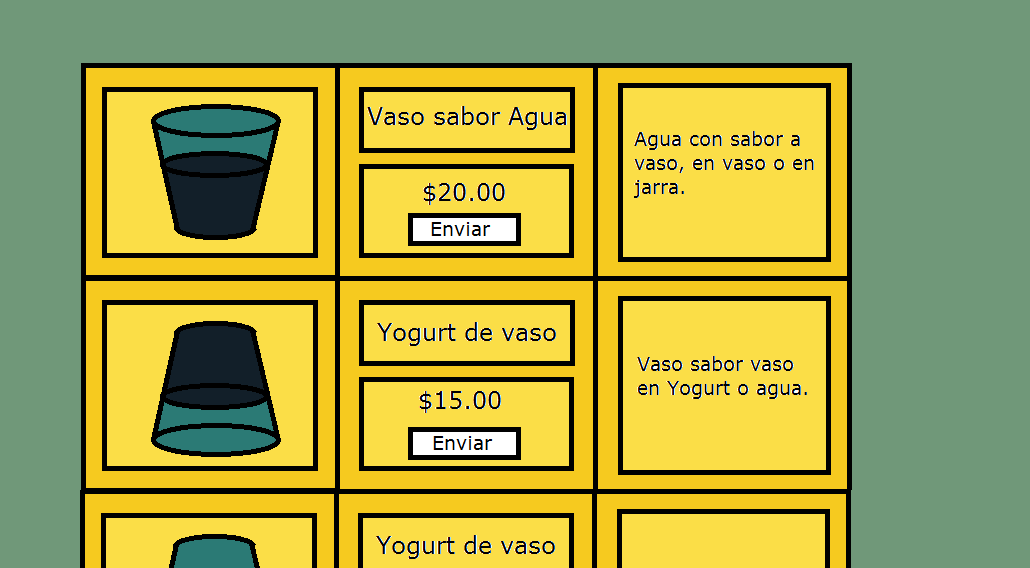 Vaso sabor Agua
$20.00
Enviar
Agua con sabor a
vaso, en vaso o en
jarra.
Yogurt de vaso
$15.00
Enviar
Vaso sabor vaso
en Yogurt o agua.
Yogurt de vaso